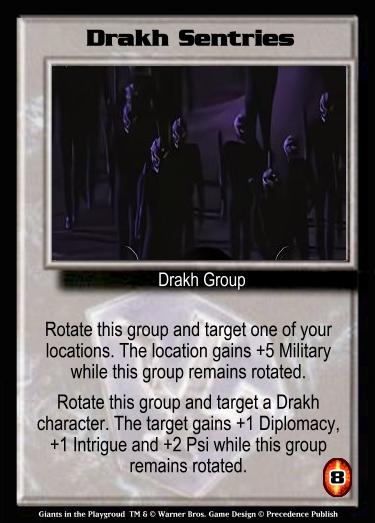 Drakh Sentries
Drakh Group
Rotate this group and target one of your
locations. The location gains +5 Military
while this group remains rotated.
Rotate this group and target a Drakh
character. The target gains +1 Diplomacy,
+1 Intrigue and +2 Psi while this group
remains rotated.
8
Giants in the Playgroud TM & © Warner Bros. Game Design © Precedence Publish